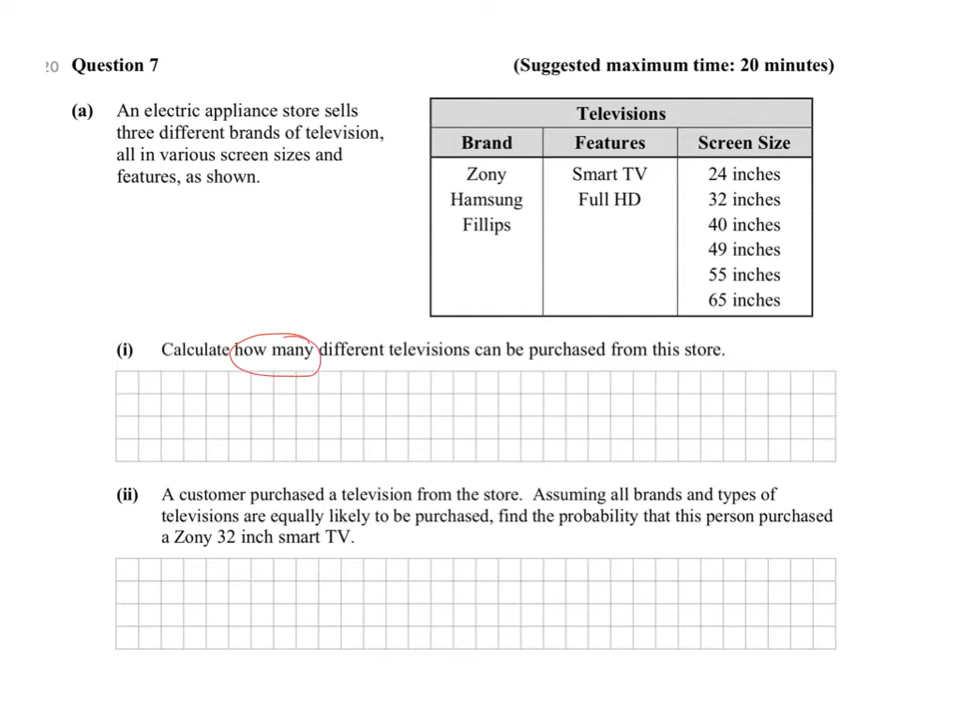 20 Question 7 (Suggested maximum time: 20 minutes)
(a) An electric appliance store sells
three different brands of television,
all in various screen sizes and
features, as shown.
Televisions
Brand Features Screen Size
Zony Smart TV 24 inches
Hamsung Full HD 32 inches
Fillips 40 inches
49 inches
55 inches
65 inches
(i) Calculate how many different televisions can be purchased from this store.
(ii) A customer purchased a television from the store. Assuming all brands and types of
televisions are equally likely to be purchased, find the probability that this person purchased
a Zony 32 inch smart TV.